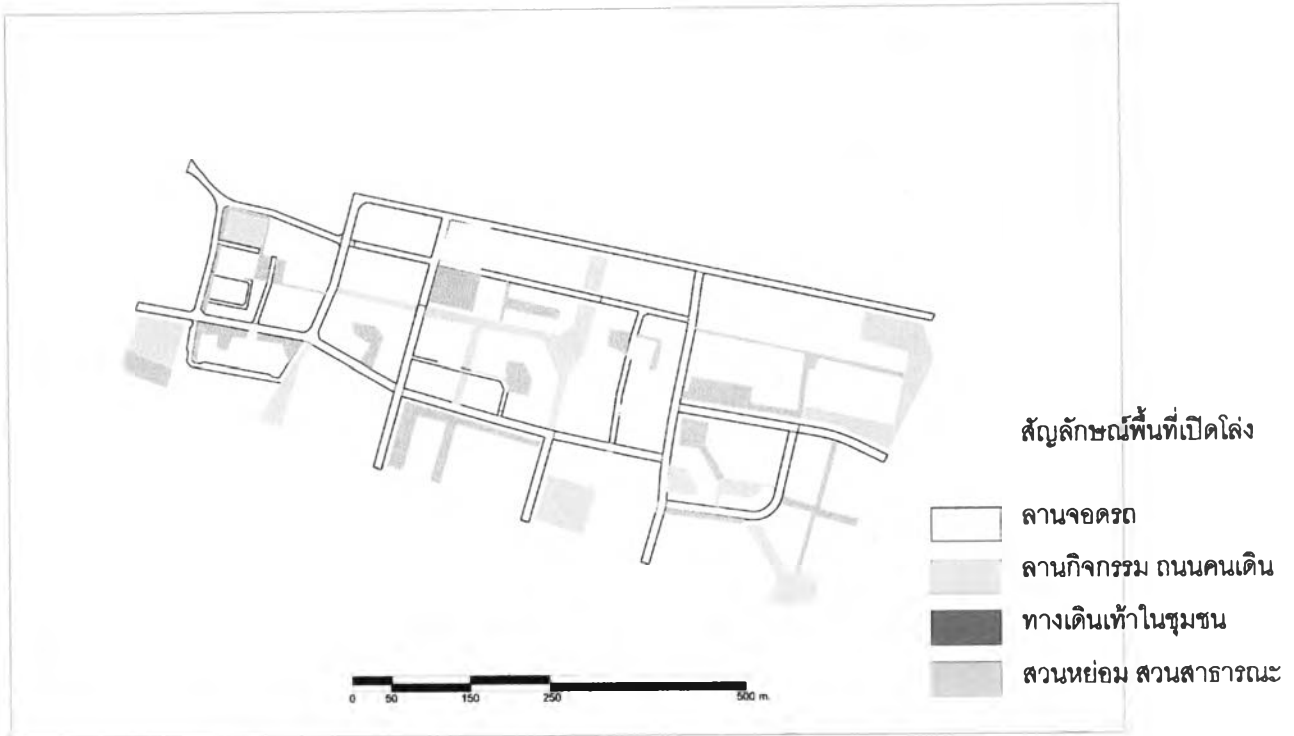 สัญลักษณ์พื้นที่เปิดโล่ง
ลานจอดรถ
ลานกิจกรรม ถนนคนเดิน
ทางเดินเท้าในชุมชน
สวนหย่อม สวนสาธารณะ
0 50 150 250 500 m.